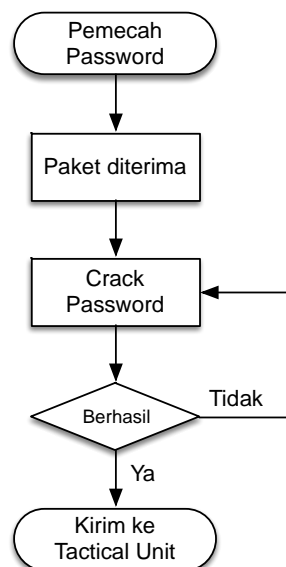 Pemecah
Password
Paket diterima
Crack
Password
Berhasil
Tidak
Ya
Kirim ke
Tactical Unit